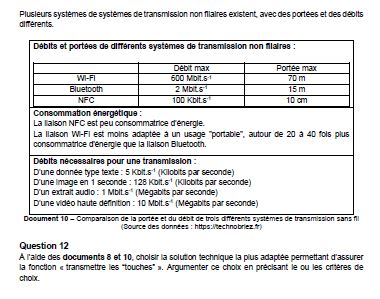 Plusieurs systèmes de systèmes de transmission non filaires existent, avec des portées et des débits
différents.
Débits et portées de différents systèmes de transmission non filaires :
Débit max Portée max
Wi-Fi 600 Mbit.s-1 70 m
Bluetooth 2 Mbit.s-1 15 m
NFC 100 Kbit.s-1 10 cm
Consommation énergétique :
La liaison NFC est peu consommatrice d'énergie.
La liaison Wi-Fi est moins adaptée à un usage "portable", autour de 20 à 40 fois plus
consommatrice d'énergie que la liaison Bluetooth.
Débits nécessaires pour une transmission :
D'une donnée type texte : 5 Kbit.s-1 (Kilobits par seconde)
D'une image en 1 seconde : 128 Kbit.s-1 (Kilobits par seconde)
D'un extrait audio : 1 Mbit.s-1 (Mégabits par seconde)
D'une vidéo haute définition : 10 Mbit.s-1 (Mégabits par seconde)
Document 10 – Comparaison de la portée et du débit de trois différents systèmes de transmission sans fil
(Source des données : https://technobriez.fr)
Question 12
À l'aide des documents 8 et 10, choisir la solution technique la plus adaptée permettant d'assurer
la fonction « transmettre les "touches" ». Argumenter ce choix en précisant le ou les critères de
choix.